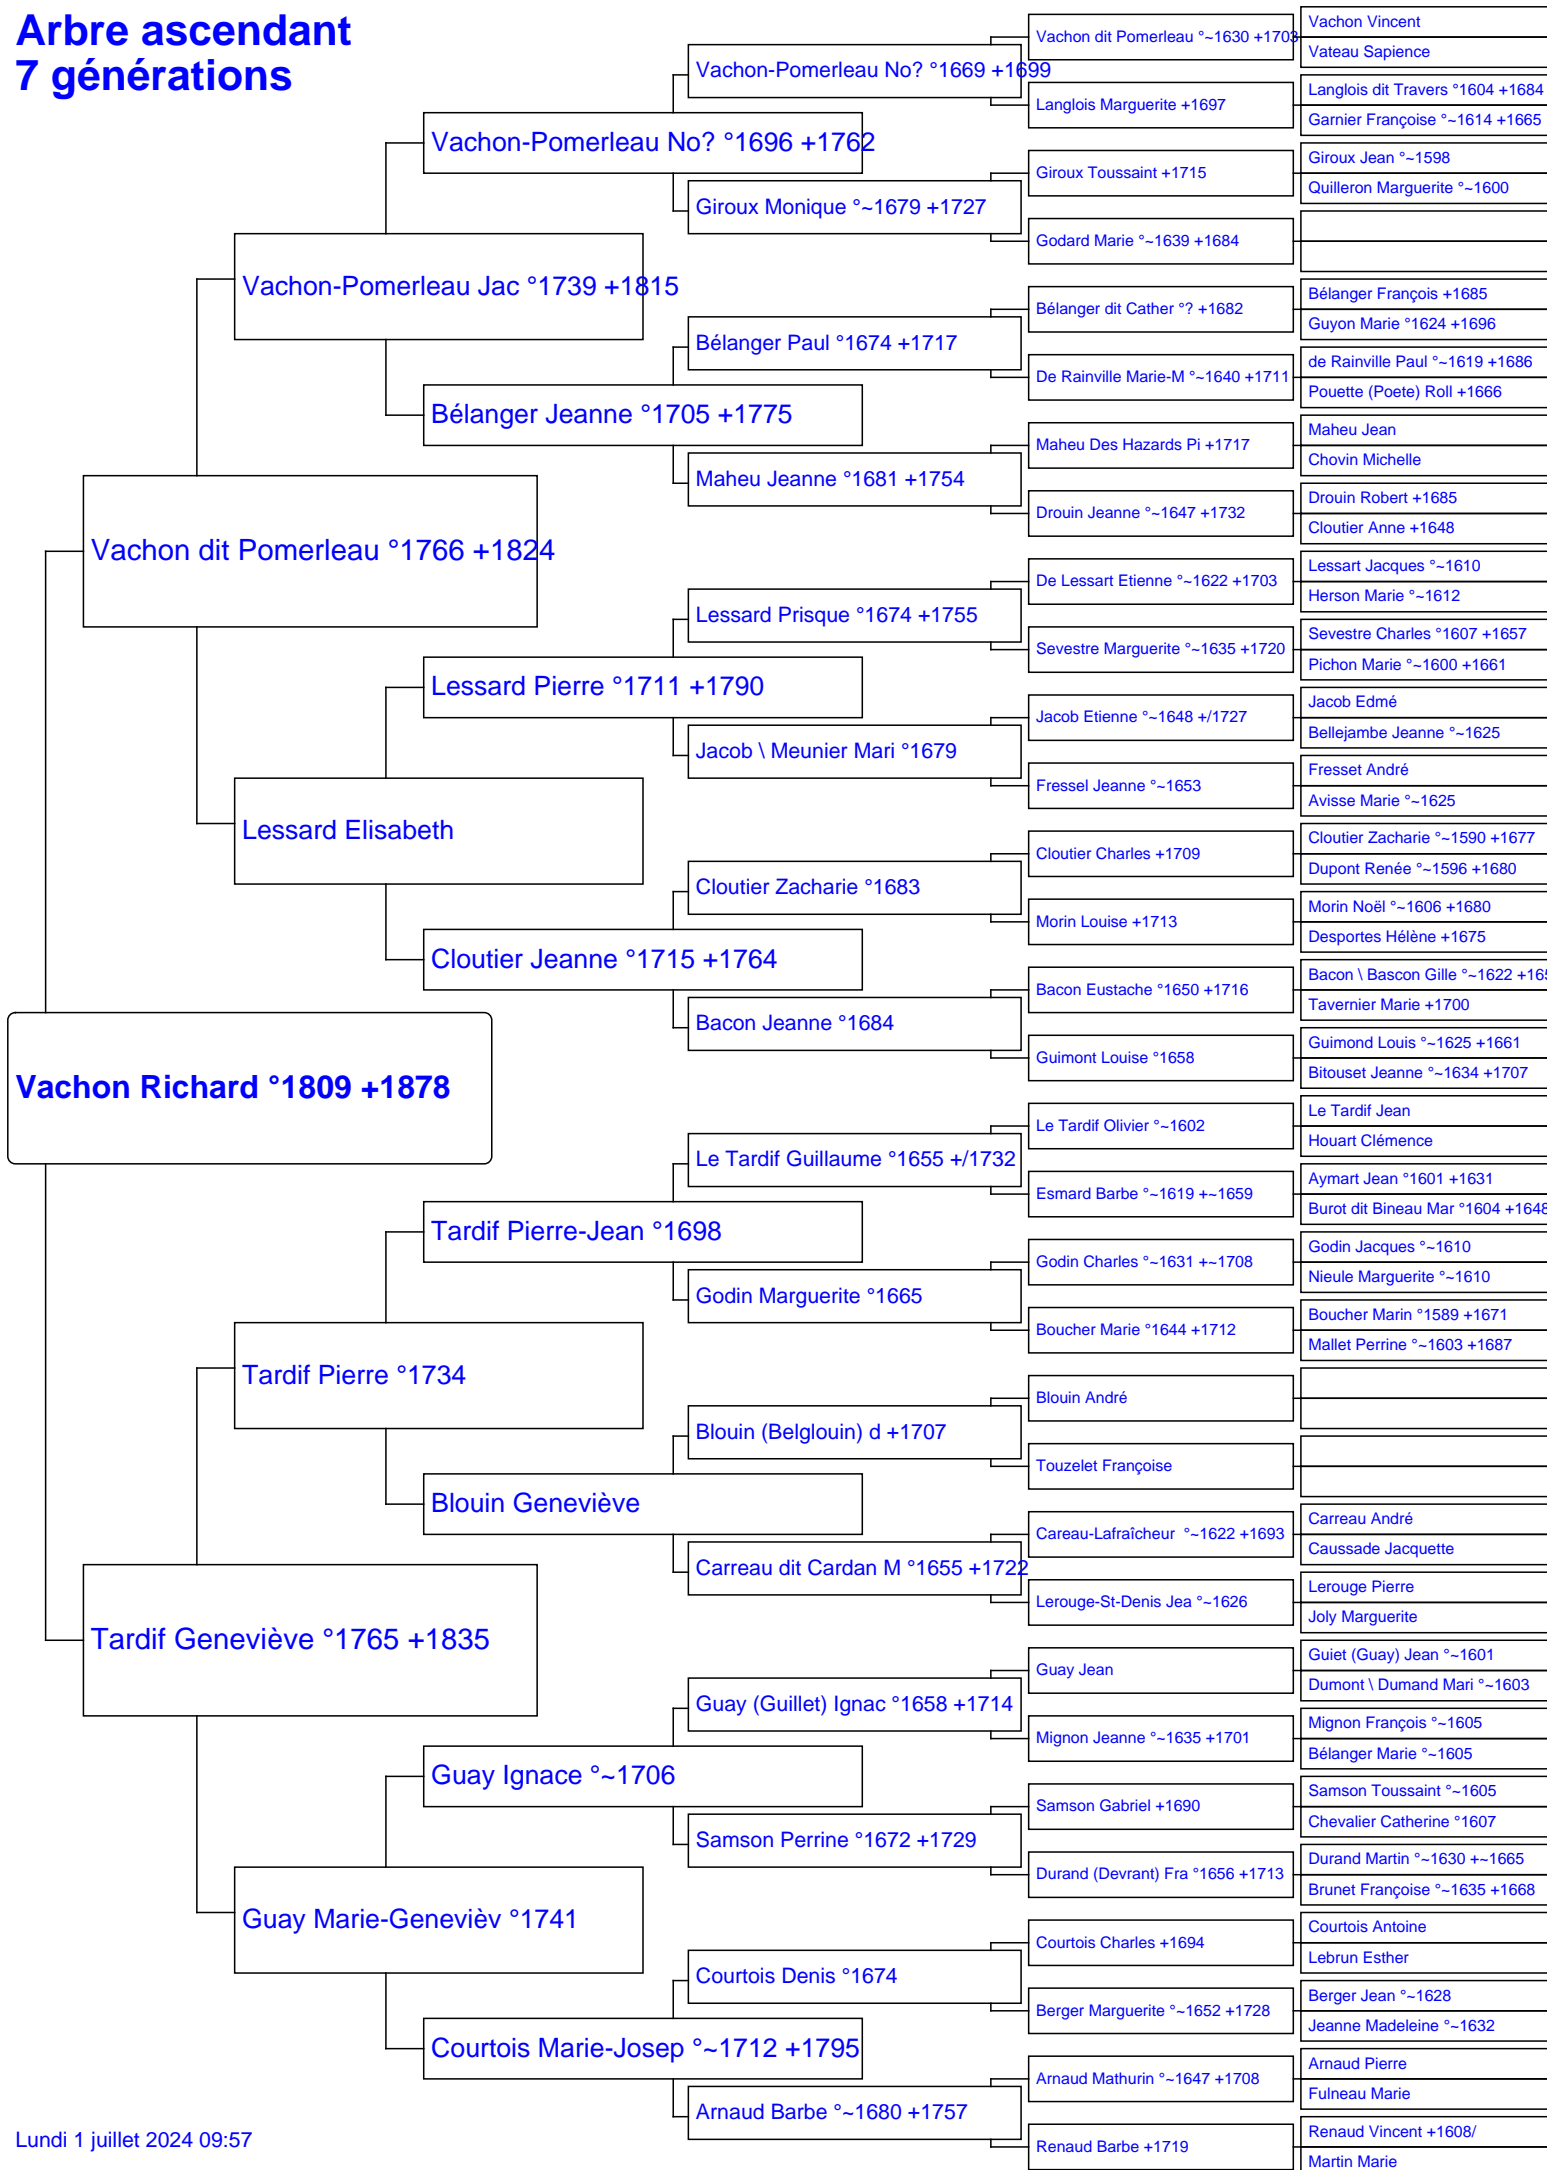 Arbre ascendant
7 générations
Vachon Richard °1809 +1878
Vachon dit Pomerleau °1766 +1824
Tardif Geneviève °1765 +1835
Vachon-Pomerleau Jac °1739 +1815
Lessard Elisabeth
Tardif Pierre °1734
Guay Marie-Genevièv °1741
Vachon-Pomerleau No? °1696 +1762
Bélanger Jeanne °1705 +1775
Lessard Pierre °1711 +1790
Cloutier Jeanne °1715 +1764
Tardif Pierre-Jean °1698
Blouin Geneviève
Guay Ignace °~1706
Courtois Marie-Josep °~1712 +1795
Vachon-Pomerleau No? °1669 +1699
Giroux Monique °~1679 +1727
Bélanger Paul °1674 +1717
Maheu Jeanne °1681 +1754
Lessard Prisque °1674 +1755
Jacob \ Meunier Mari °1679
Cloutier Zacharie °1683
Bacon Jeanne °1684
Le Tardif Guillaume °1655 +/1732
Godin Marguerite °1665
Blouin (Belglouin) d +1707
Carreau dit Cardan M °1655 +1722
Guay (Guillet) Ignac °1658 +1714
Samson Perrine °1672 +1729
Courtois Denis °1674
Arnaud Barbe °~1680 +1757
Vachon dit Pomerleau °~1630 +1703
Langlois Marguerite +1697
Giroux Toussaint +1715
Godard Marie °~1639 +1684
Bélanger dit Cather °? +1682
De Rainville Marie-M °~1640 +1711
Maheu Des Hazards Pi +1717
Drouin Jeanne °~1647 +1732
De Lessart Etienne °~1622 +1703
Sevestre Marguerite °~1635 +1720
Jacob Etienne °~1648 +/1727
Fressel Jeanne °~1653
Cloutier Charles +1709
Morin Louise +1713
Bacon Eustache °1650 +1716
Guimont Louise °1658
Le Tardif Olivier °~1602
Esmard Barbe °~1619 +~1659
Godin Charles °~1631 +~1708
Boucher Marie °1644 +1712
Blouin André
Touzelet Françoise
Careau-Lafraîcheur °~1622 +1693
Lerouge-St-Denis Jea °~1626
Guay Jean
Mignon Jeanne °~1635 +1701
Samson Gabriel +1690
Durand (Devrant) Fra °1656 +1713
Courtois Charles +1694
Berger Marguerite °~1652 +1728
Arnaud Mathurin °~1647 +1708
Renaud Barbe +1719
Vachon Vincent
Vateau Sapience
Langlois dit Travers °1604 +1684
Garnier Françoise °~1614 +1665
Giroux Jean °~1598
Quilleron Marguerite °~1600
Bélanger François +1685
Guyon Marie °1624 +1696
de Rainville Paul °~1619 +1686
Pouette (Poete) Roll +1666
Maheu Jean
Chovin Michelle
Drouin Robert +1685
Cloutier Anne +1648
Lessart Jacques °~1610
Herson Marie °~1612
Sevestre Charles °1607 +1657
Pichon Marie °~1600 +1661
Jacob Edmé
Bellejambe Jeanne °~1625
Fresset André
Avisse Marie °~1625
Cloutier Zacharie °~1590 +1677
Dupont Renée °~1596 +1680
Morin Noël °~1606 +1680
Desportes Hélène +1675
Bacon \ Bascon Gille °~1622
Tavernier Marie +1700
Guimond Louis °~1625 +1661
Bitouset Jeanne °~1634 +1707
Le Tardif Jean
Houart Clémence
Aymart Jean °1601 +1631
Burot dit Bineau Mar °1604 +1648
Godin Jacques °~1610
Nieule Marguerite °~1610
Boucher Marin °1589 +1671
Mallet Perrine °~1603 +1687
Carreau André
Caussade Jacquette
Lerouge Pierre
Joly Marguerite
Guiet (Guay) Jean °~1601
Dumont \ Dumand Mari °~1603
Mignon François °~1605
Bélanger Marie °~1605
Samson Toussaint °~1605
Chevalier Catherine °1607
Durand Martin °~1630 +~1665
Brunet Françoise °~1635 +1668
Courtois Antoine
Lebrun Esther
Berger Jean °~1628
Jeanne Madeleine °~1632
Arnaud Pierre
Fulneau Marie
Renaud Vincent +1608/
Martin Marie
Lundi 1 juillet 2024 09:57